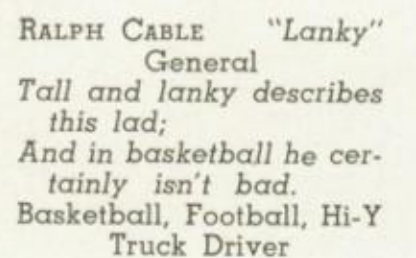 RALPH CABLE "Lanky"
General
Tall and lanky describes
this lad;
And in basketball he cer-
tainly isn't bad.
Basketball, Football, Hi-Y
Truck Driver